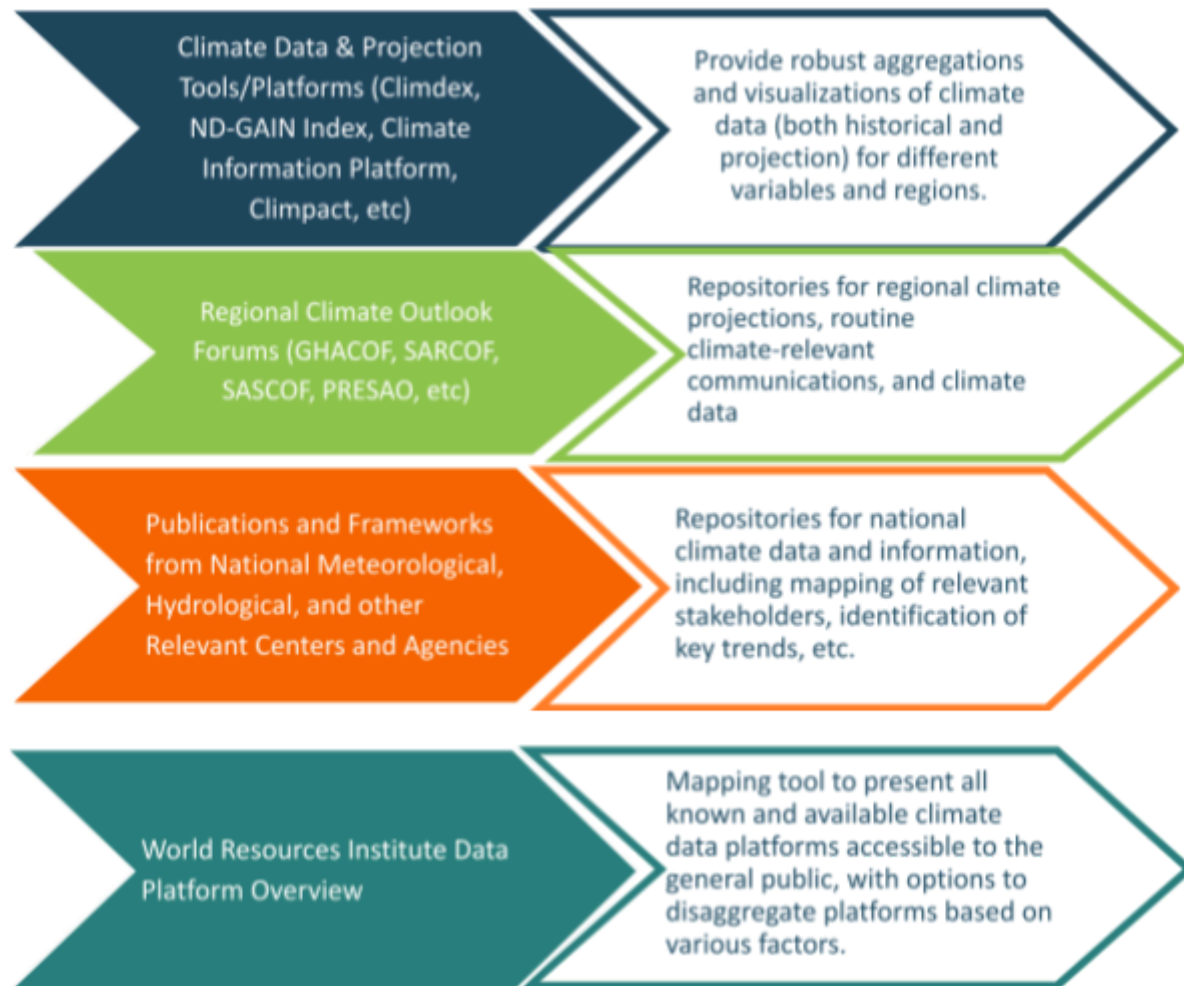 Climate Data & Projection
Tools/Platforms (Climdex,
ND-GAIN Index, Climate
Information Platform,
Climpact, etc)
Provide robust aggregations
and visualizations of climate
data (both historical and
projection) for different
variables and regions.
Regional Climate Outlook
Forums (GHACOF, SARCOF,
SASCOF, PRESAO, etc)
Repositories for regional climate
projections, routine
climate-relevant
communications, and climate
data
Publications and Frameworks
from National Meteorological,
Hydrological, and other
Relevant Centers and Agencies
Repositories for national
climate data and information,
including mapping of relevant
stakeholders, identification of
key trends, etc.
World Resources Institute Data
Platform Overview
Mapping tool to present all
known and available climate
data platforms accessible to the
general public, with options to
disaggregate platforms based on
various factors.